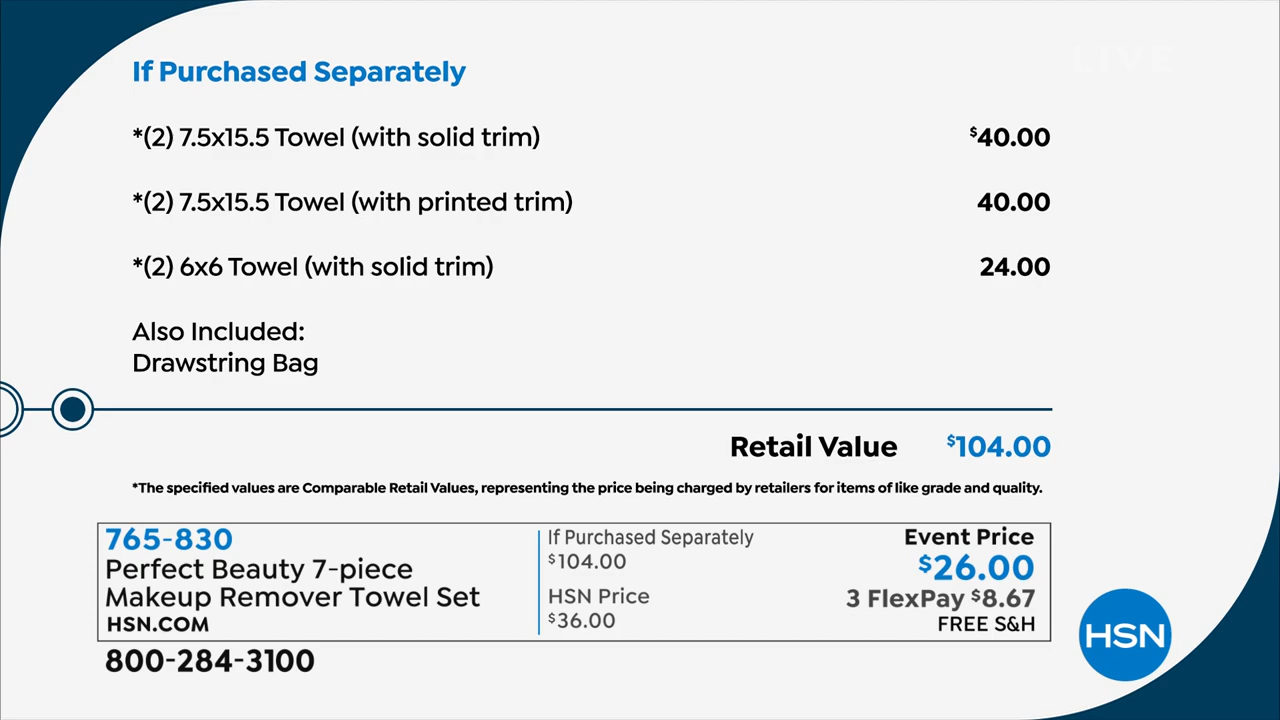 LIVE
If Purchased Separately
*(2) 7.5x15.5 Towel (with solid trim) $40.00
*(2) 7.5x15.5 Towel (with printed trim) 40.00
*(2) 6x6 Towel (with solid trim) 24.00
Also Included:
Drawstring Bag
Retail Value $104.00
*The specified values are Comparable Retail Values, representing the price being charged by retailers for items of like grade and quality.
765-830
Perfect Beauty 7-piece
Makeup Remover Towel Set
HSN.COM
If Purchased Separately
$104.00
HSN Price
$36.00
Event Price
$26.00
3 FlexPay $8.67
FREE S&H
800-284-3100
HSN